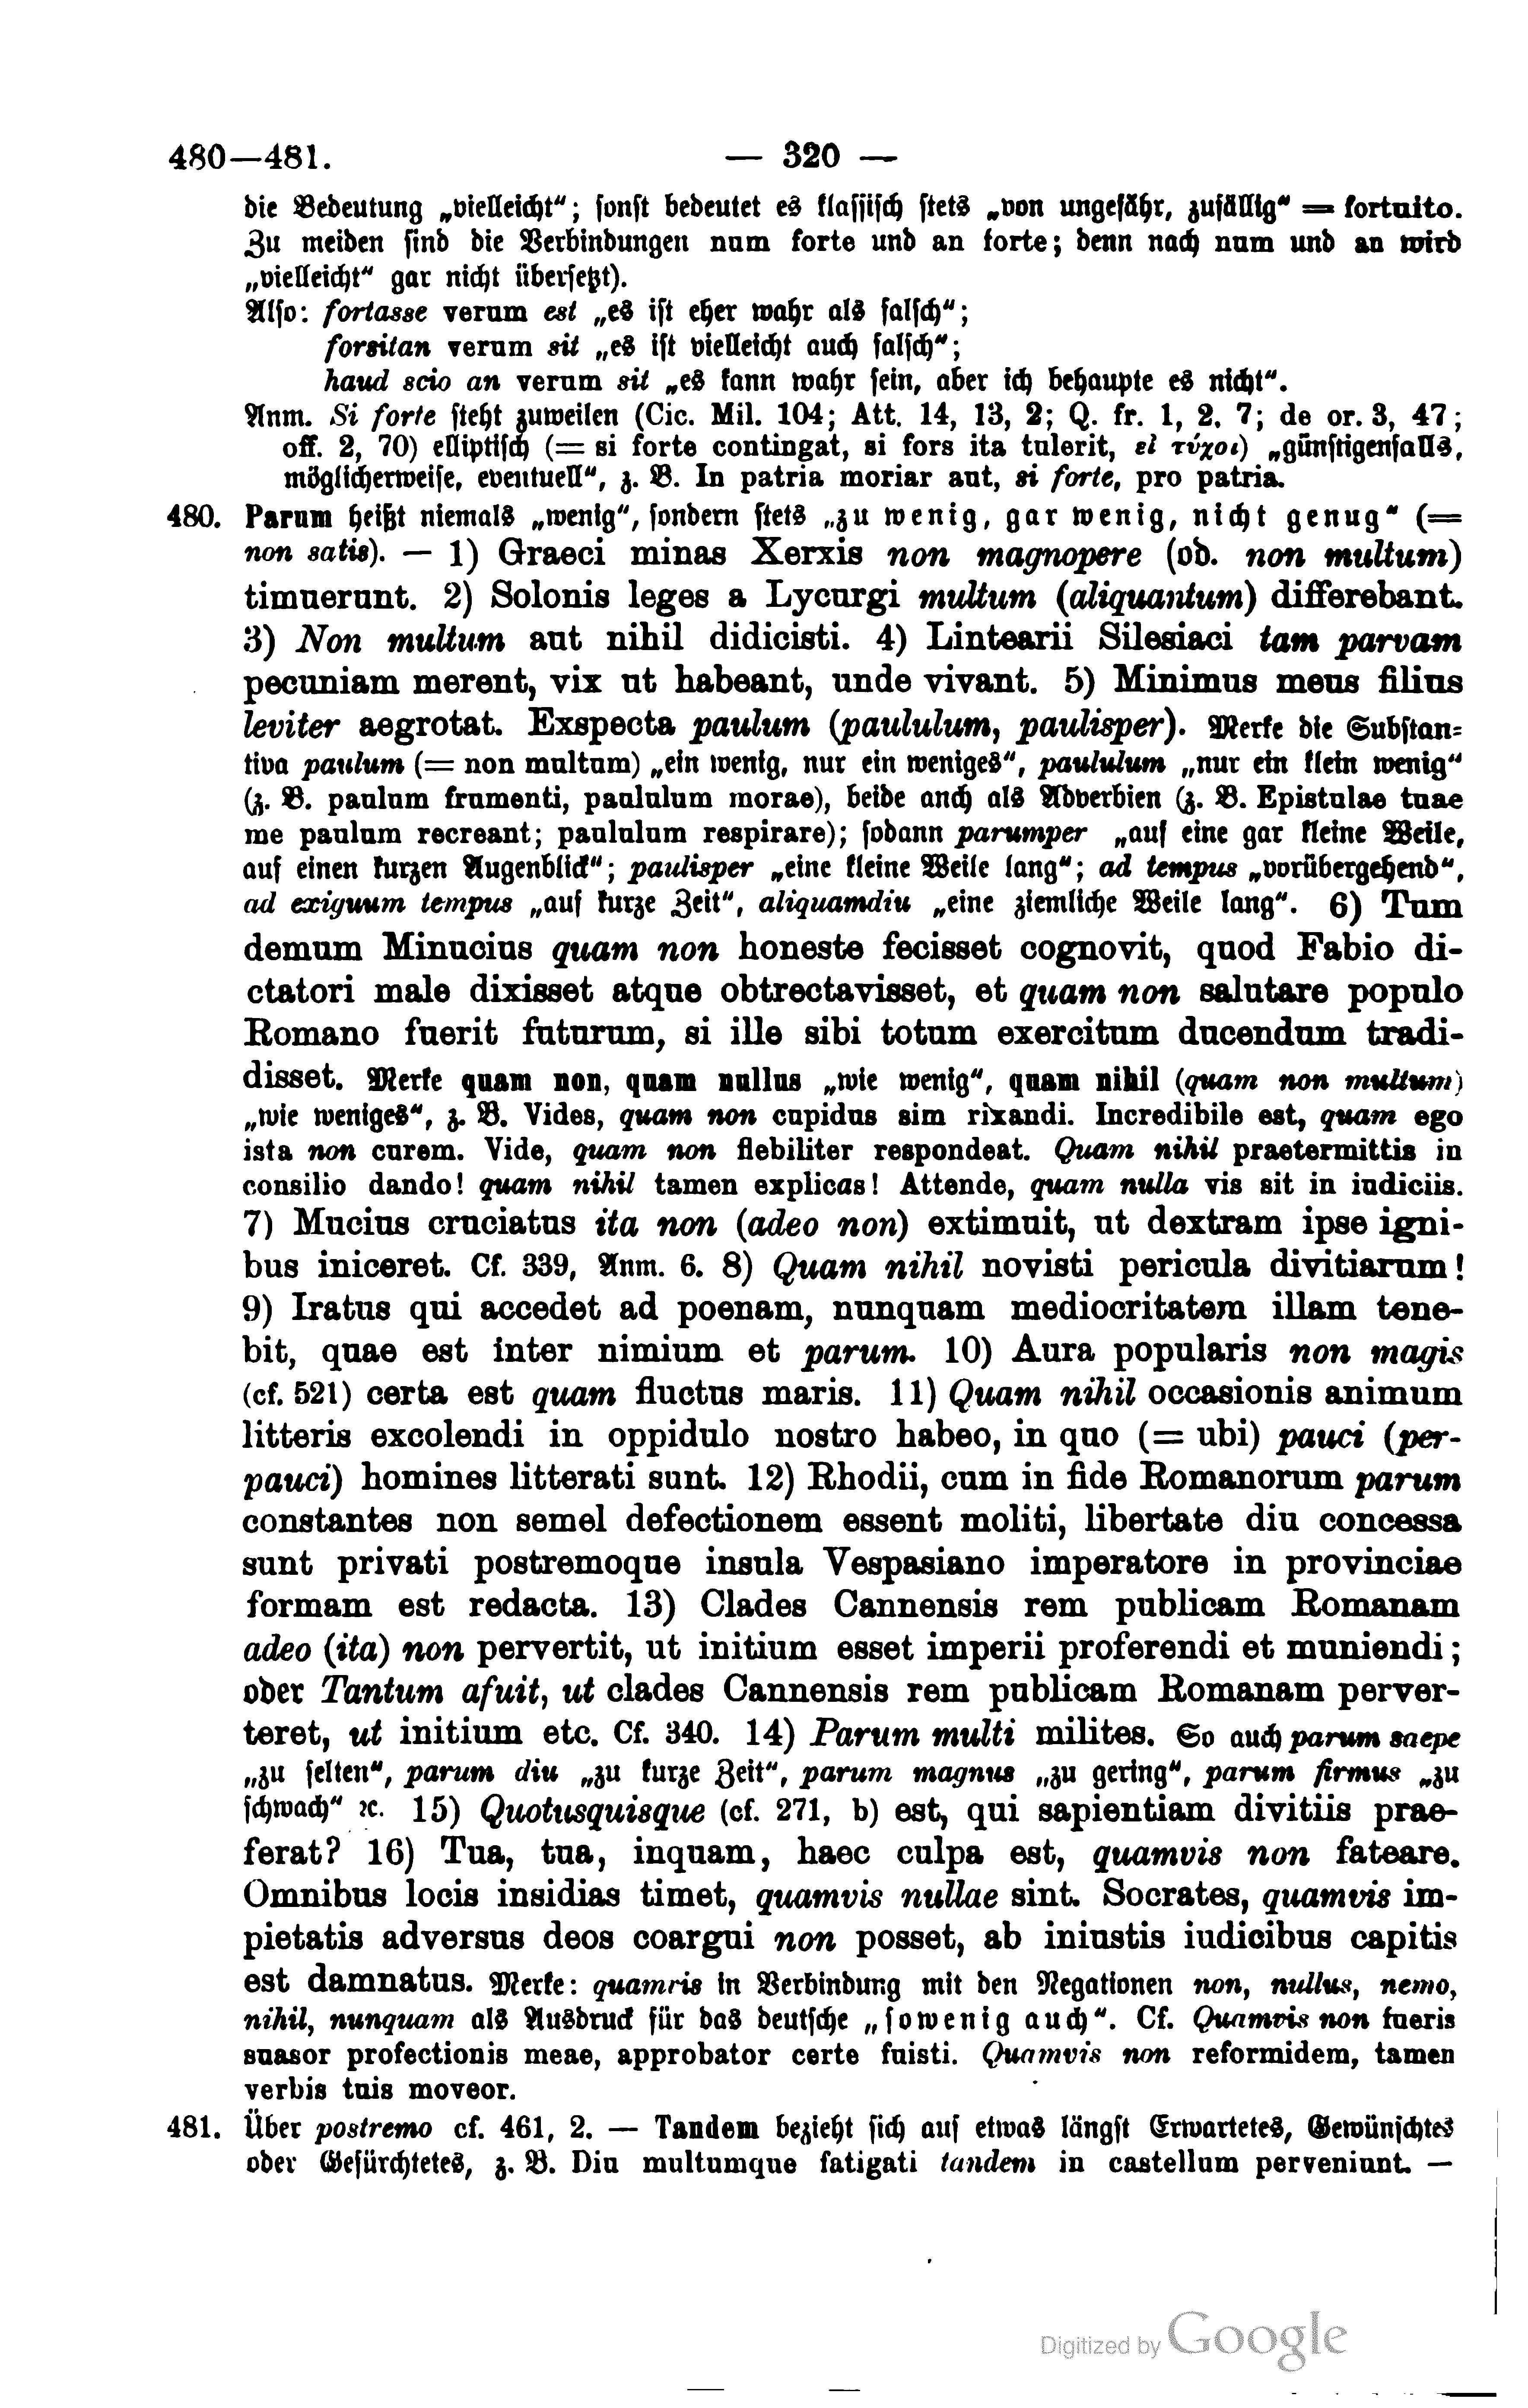 480—481. — 320 —
die Bedeutung „vielleicht“; sonst bedeutet es klassisch stets „von ungefähr, zufällig“ = fortuito.
Zu meiden sind die Verbindungen num forte und an forte; denn nach num und an wird
„vielleicht“ gar nicht übersetzt).
Also: fortasse verum est „es ist eher wahr als falsch“;
forsitan verum sit „es ist vielleicht auch falsch“;
haud scio an verum sit „es kann wahr sein, aber ich behaupte es nicht“.
Anm. Si forte steht zuweilen (Cic. Mil. 104; Att. 14, 13, 2; Q. fr. 1, 2, 7; de or. 3, 47;
off. 2, 70) elliptisch (= si forte contingat, si fors ita tulerit, εἰ τύχοι) „günstigenfalls,
möglicherweise, eventuell“, z. B. In patria moriar aut, si forte, pro patria.
480. Parum heißt niemals „wenig“, sondern stets „zu wenig, gar wenig, nicht genug“ (=
non satis). — 1) Graeci minas Xerxis non magnopere (ob. non multum)
timuerunt. 2) Solonis leges a Lycurgi multum (aliquantum) differebant.
3) Non multum aut nihil didicisti. 4) Lintearii Silesiaci tam parvam
pecuniam merent, vix ut habeant, unde vivant. 5) Minimus meus filius
leviter aegrotat. Exspecta paulum (paululum, paulisper). Merke die Substan-
tiva paulum (= non multum) „ein wenig, nur ein weniges“, paululum „nur ein klein wenig“
(z. B. paulum frumenti, paululum morae), beide auch als Adverbien (z. B. Epistulae tuae
me paulum recreant; paululum respirare); sodann parumper „auf eine gar kleine Weile,
auf einen kurzen Augenblick“; paulisper „eine kleine Weile lang“; ad tempus „vorübergehend“,
ad exiguum tempus „auf kurze Zeit“, aliquamdiu „eine ziemliche Weile lang“. 6) Tum
demum Minucius quam non honeste fecisset cognovit, quod Fabio di-
ctatori male dixisset atque obtrectavisset, et quam non salutare populo
Romano fuerit futurum, si ille sibi totum exercitum ducendum tradi-
disset. Merke quam non, quam nullus „wie wenig“, quam nihil (quam non multum)
„wie weniges“, z. B. Vides, quam non cupidus sim rixandi. Incredibile est, quam ego
ista non curem. Vide, quam non flebiliter respondeat. Quam nihil praetermittis in
consilio dando! quam nihil tamen explicas! Attende, quam nulla vis sit in iudiciis.
7) Mucius cruciatus ita non (adeo non) extimuit, ut dextram ipse igni-
bus iniceret. Cf. 339, Anm. 6. 8) Quam nihil novisti pericula divitiarum!
9) Iratus qui accedet ad poenam, nunquam mediocritatem illam tene-
bit, quae est inter nimium et parum. 10) Aura popularis non magis
(cf. 521) certa est quam fluctus maris. 11) Quam nihil occasionis animum
litteris excolendi in oppidulo nostro habeo, in quo (= ubi) pauci (per-
pauci) homines litterati sunt. 12) Rhodii, cum in fide Romanorum parum
constantes non semel defectionem essent moliti, libertate diu concessa
sunt privati postremoque insula Vespasiano imperatore in provinciae
formam est redacta. 13) Clades Cannensis rem publicam Romanam
adeo (ita) non pervertit, ut initium esset imperii proferendi et muniendi;
oder Tantum afuit, ut clades Cannensis rem publicam Romanam perver-
teret, ut initium etc. Cf. 340. 14) Parum multi milites. So auch parum saepe
„zu selten“, parum diu „zu kurze Zeit“, parum magnus „zu gering“, parum firmus „zu
schwach“ ꝛc. 15) Quotusquisque (cf. 271, b) est, qui sapientiam divitiis prae-
ferat? 16) Tua, tua, inquam, haec culpa est, quamvis non fateare.
Omnibus locis insidias timet, quamvis nullae sint. Socrates, quamvis im-
pietatis adversus deos coargui non posset, ab iniustis iudicibus capitis
est damnatus. Merke: quamvis in Verbindung mit den Negationen non, nullus, nemo,
nihil, nunquam als Ausdruck für das deutsche „sowenig auch“. Cf. Quamvis non fueris
suasor profectionis meae, approbator certe fuisti. Quamvis non reformidem, tamen
verbis tuis moveor.
481. Über postremo cf. 461, 2. — Tandem bezieht sich auf etwas längst Erwartetes, Gewünschtes
oder Gefürchtetes, z. B. Diu multumque fatigati tandem in castellum perveniunt. —
Digitized by Google